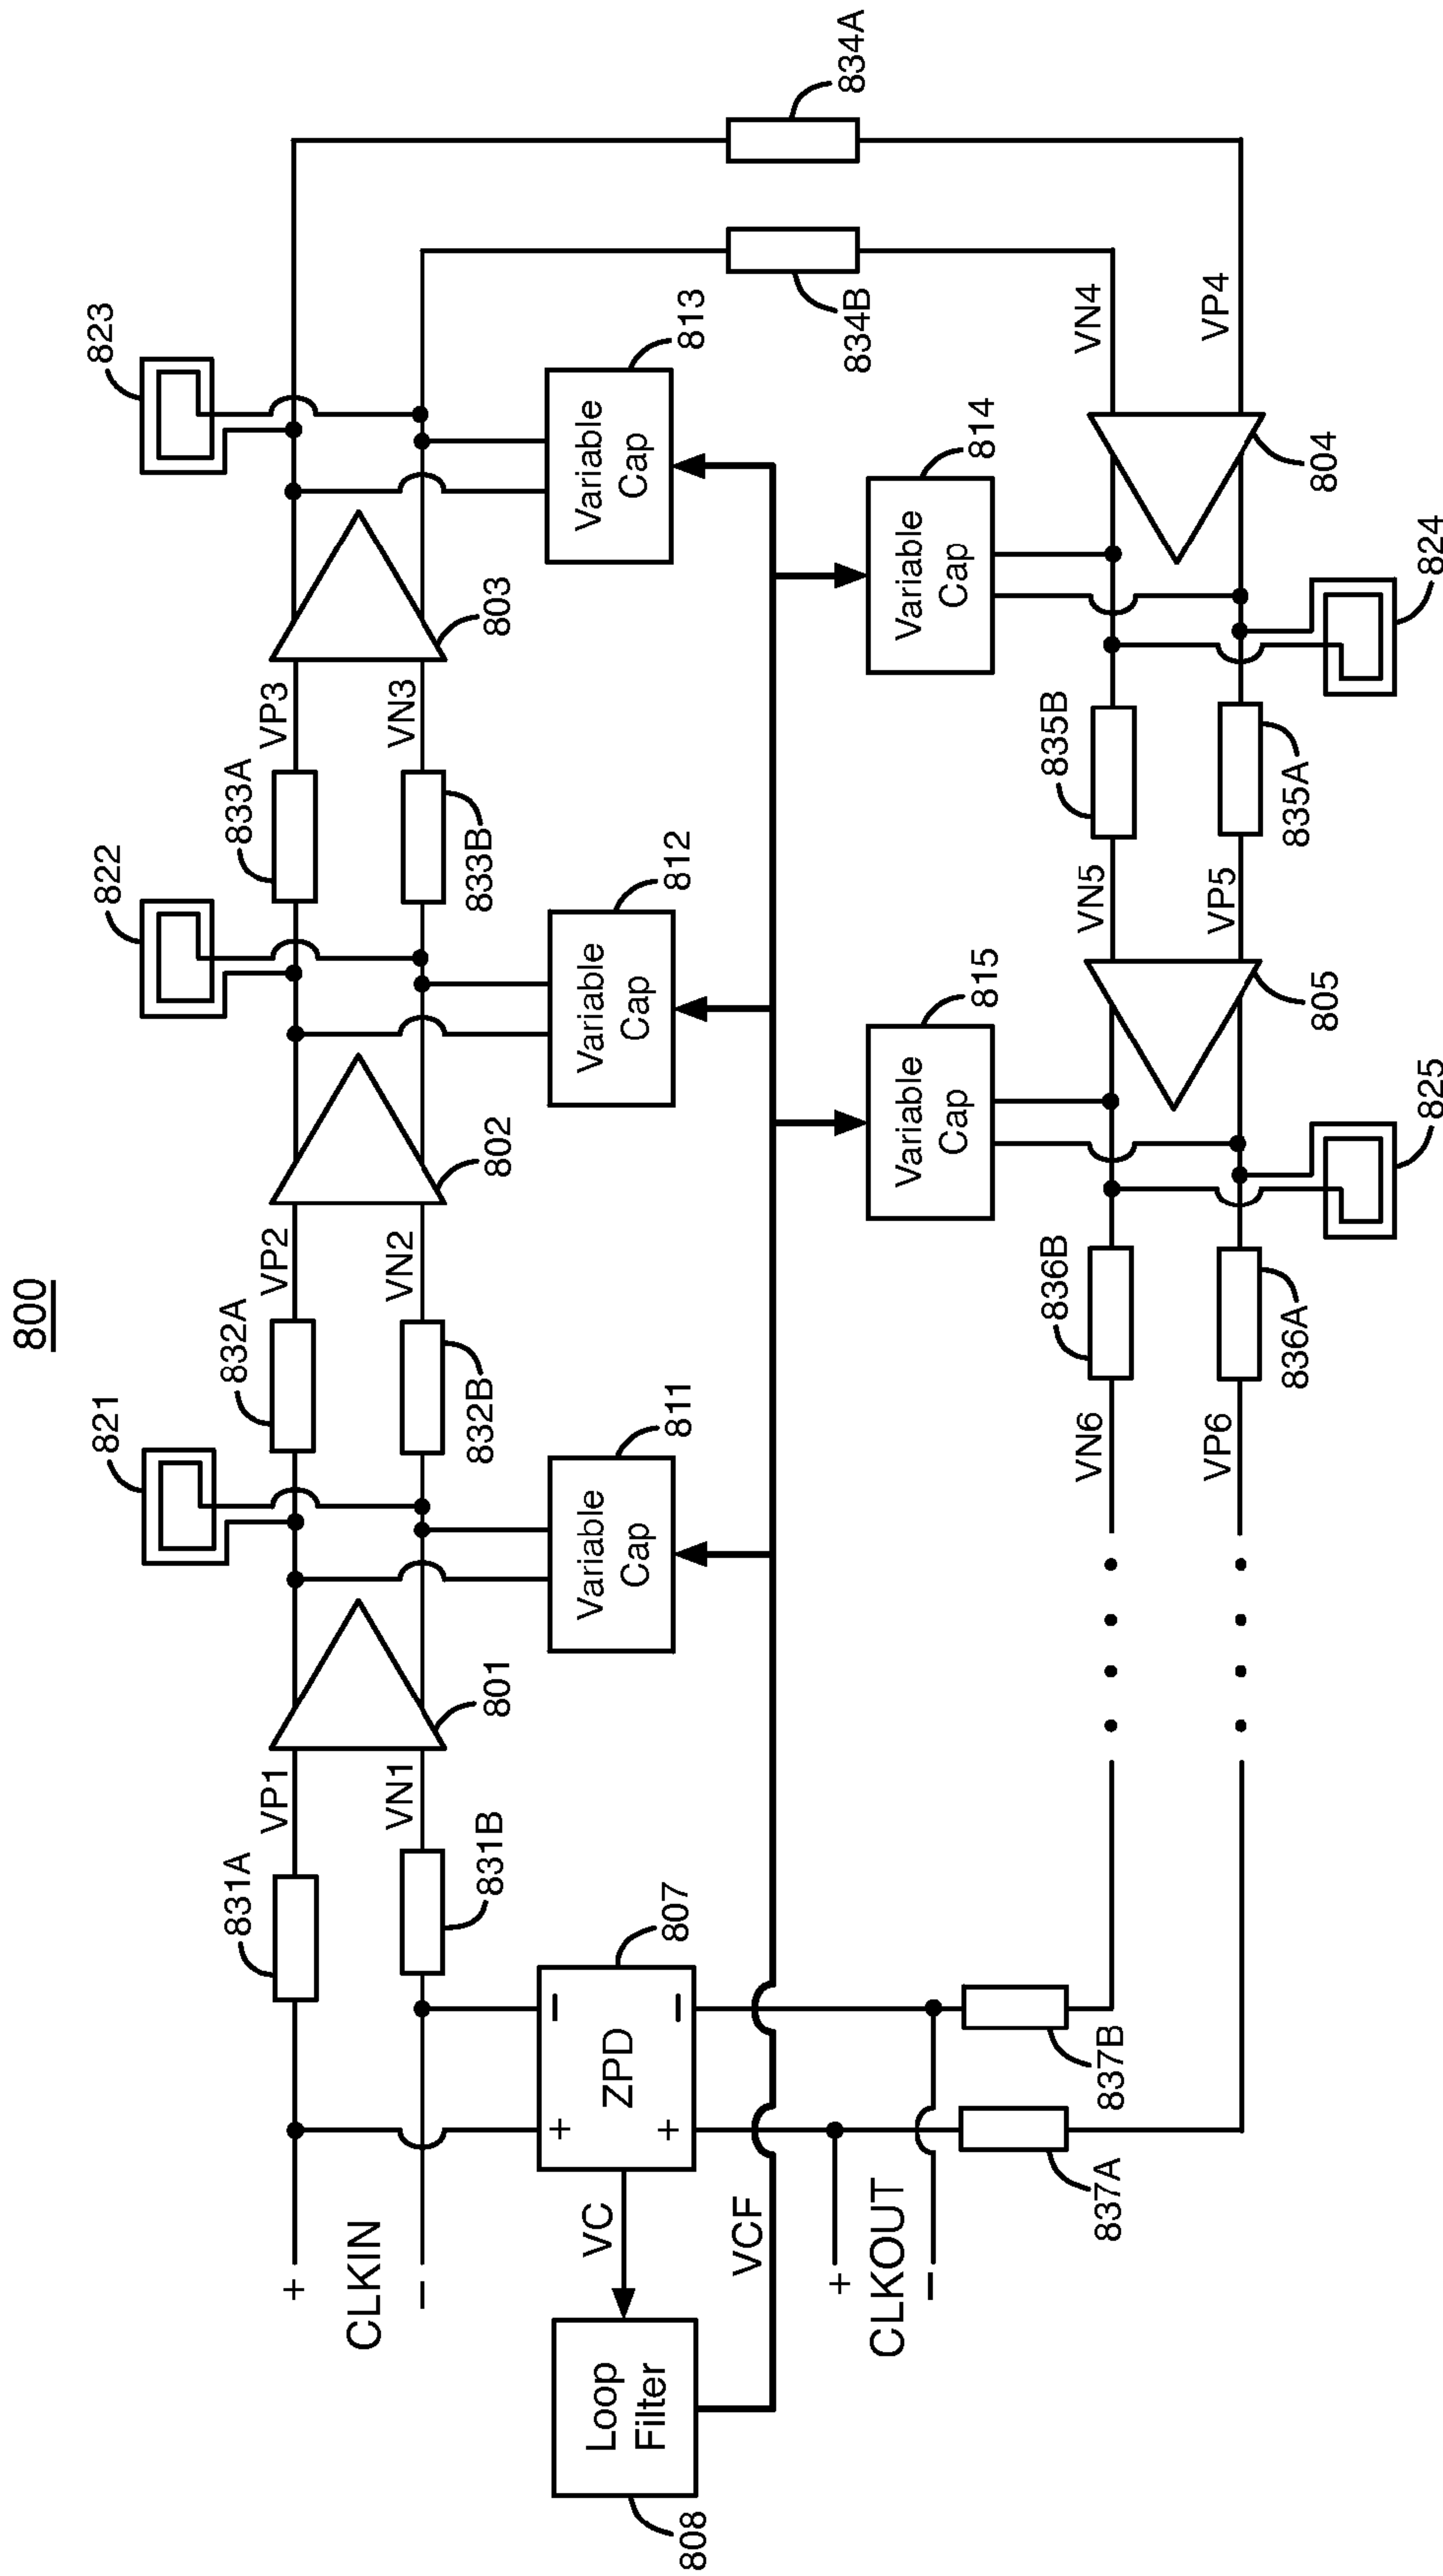 800
821
822
823
831A
832A
833A
834A
VP1
VP2
VP3
VN1
VN2
VN3
831B
832B
833B
834B
801
802
803
+
CLKIN
−
811
812
813
Variable
Cap
Variable
Cap
Variable
Cap
807
+
−
ZPD
+
−
VC
Loop
Filter
808
VCF
814
815
Variable
Cap
Variable
Cap
+
CLKOUT
−
837A
837B
VN6
836B
VN5
835B
VN4
VP6
836A
VP5
835A
VP4
804
805
824
825